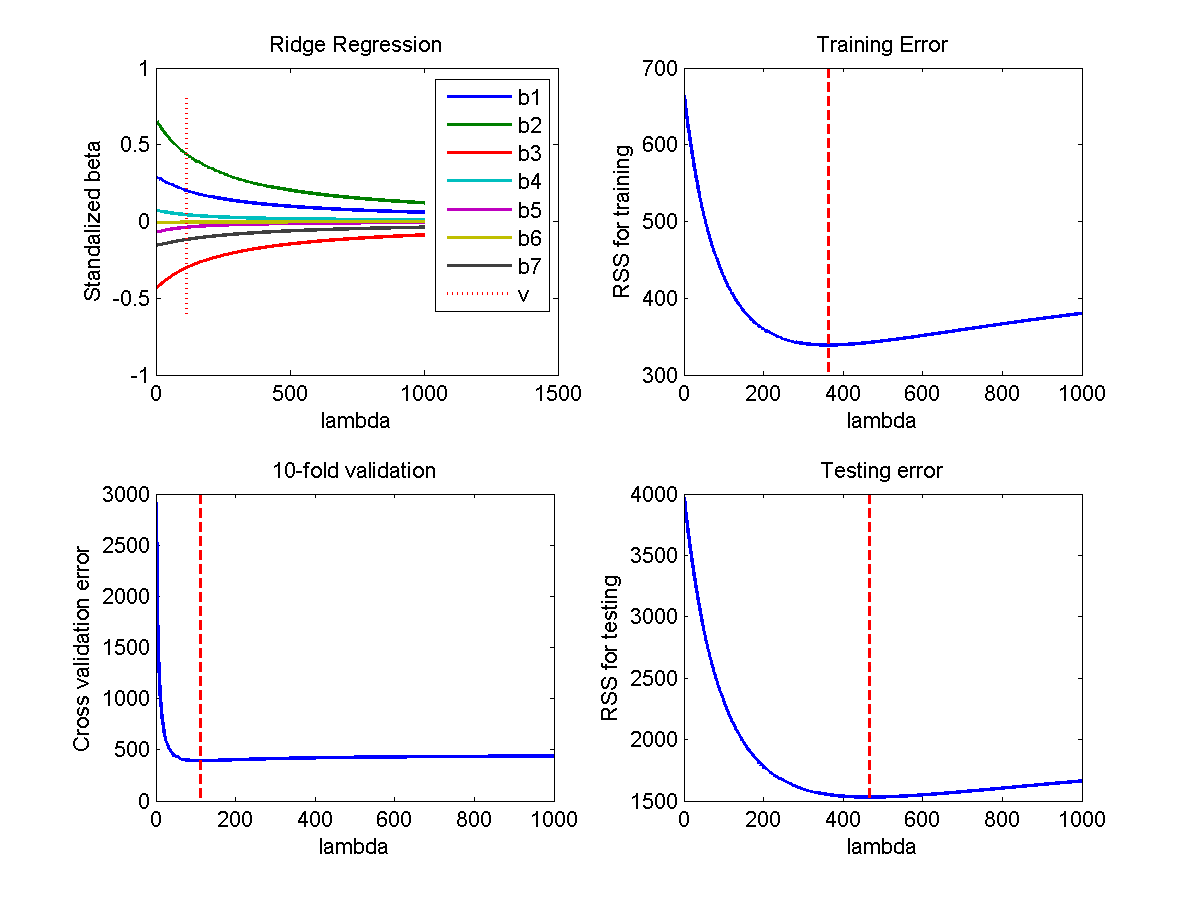 Ridge Regression
1
0.5
0
-0.5
-1
Standalized beta
0
500
1000
1500
lambda
b1
b2
b3
b4
b5
b6
b7
v
Training Error
700
600
500
400
300
RSS for training
0
200
400
600
800
1000
lambda
10-fold validation
3000
2500
2000
1500
1000
500
0
Cross validation error
0
200
400
600
800
1000
lambda
Testing error
4000
3500
3000
2500
2000
1500
RSS for testing
0
200
400
600
800
1000
lambda